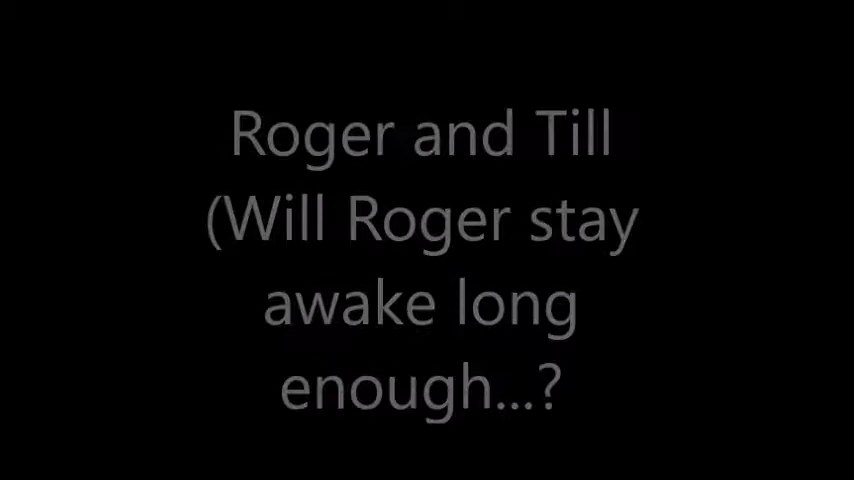 Roger and Till
(Will Roger stay
awake long
enough...?